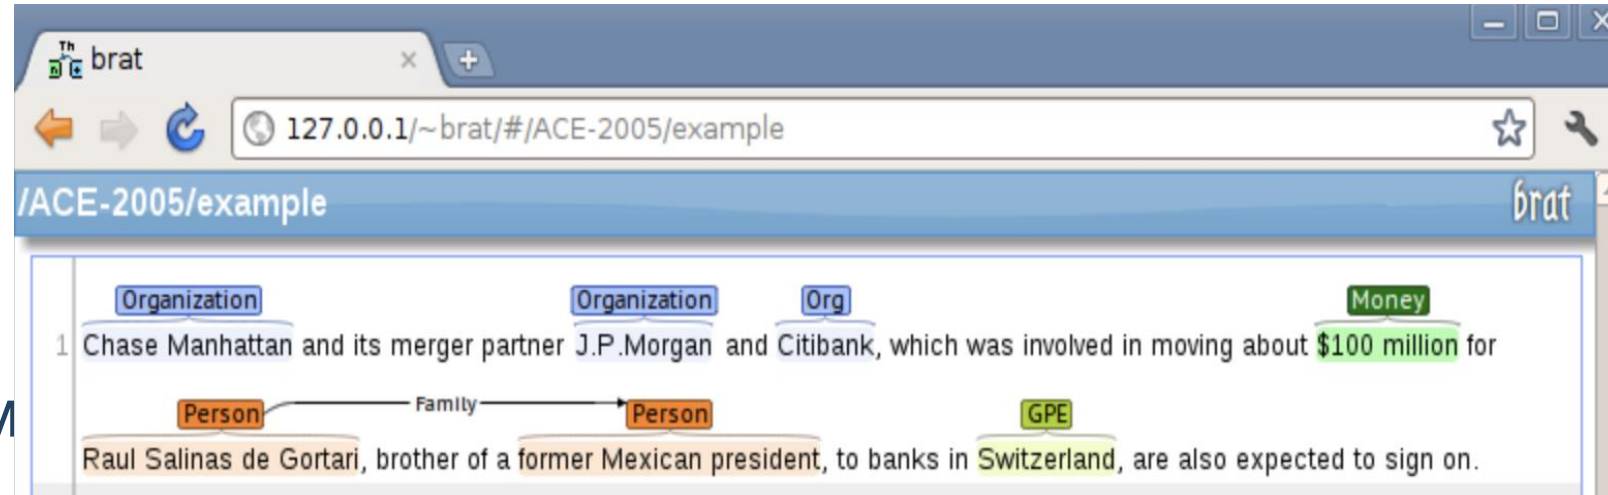 brat
127.0.0.1/~brat/#/ACE-2005/example
/ACE-2005/example brat
Organization Organization Org Money
1 Chase Manhattan and its merger partner J.P.Morgan and Citibank, which was involved in moving about $100 million for
Person Family Person GPE
Raul Salinas de Gortari, brother of a former Mexican president, to banks in Switzerland, are also expected to sign on.